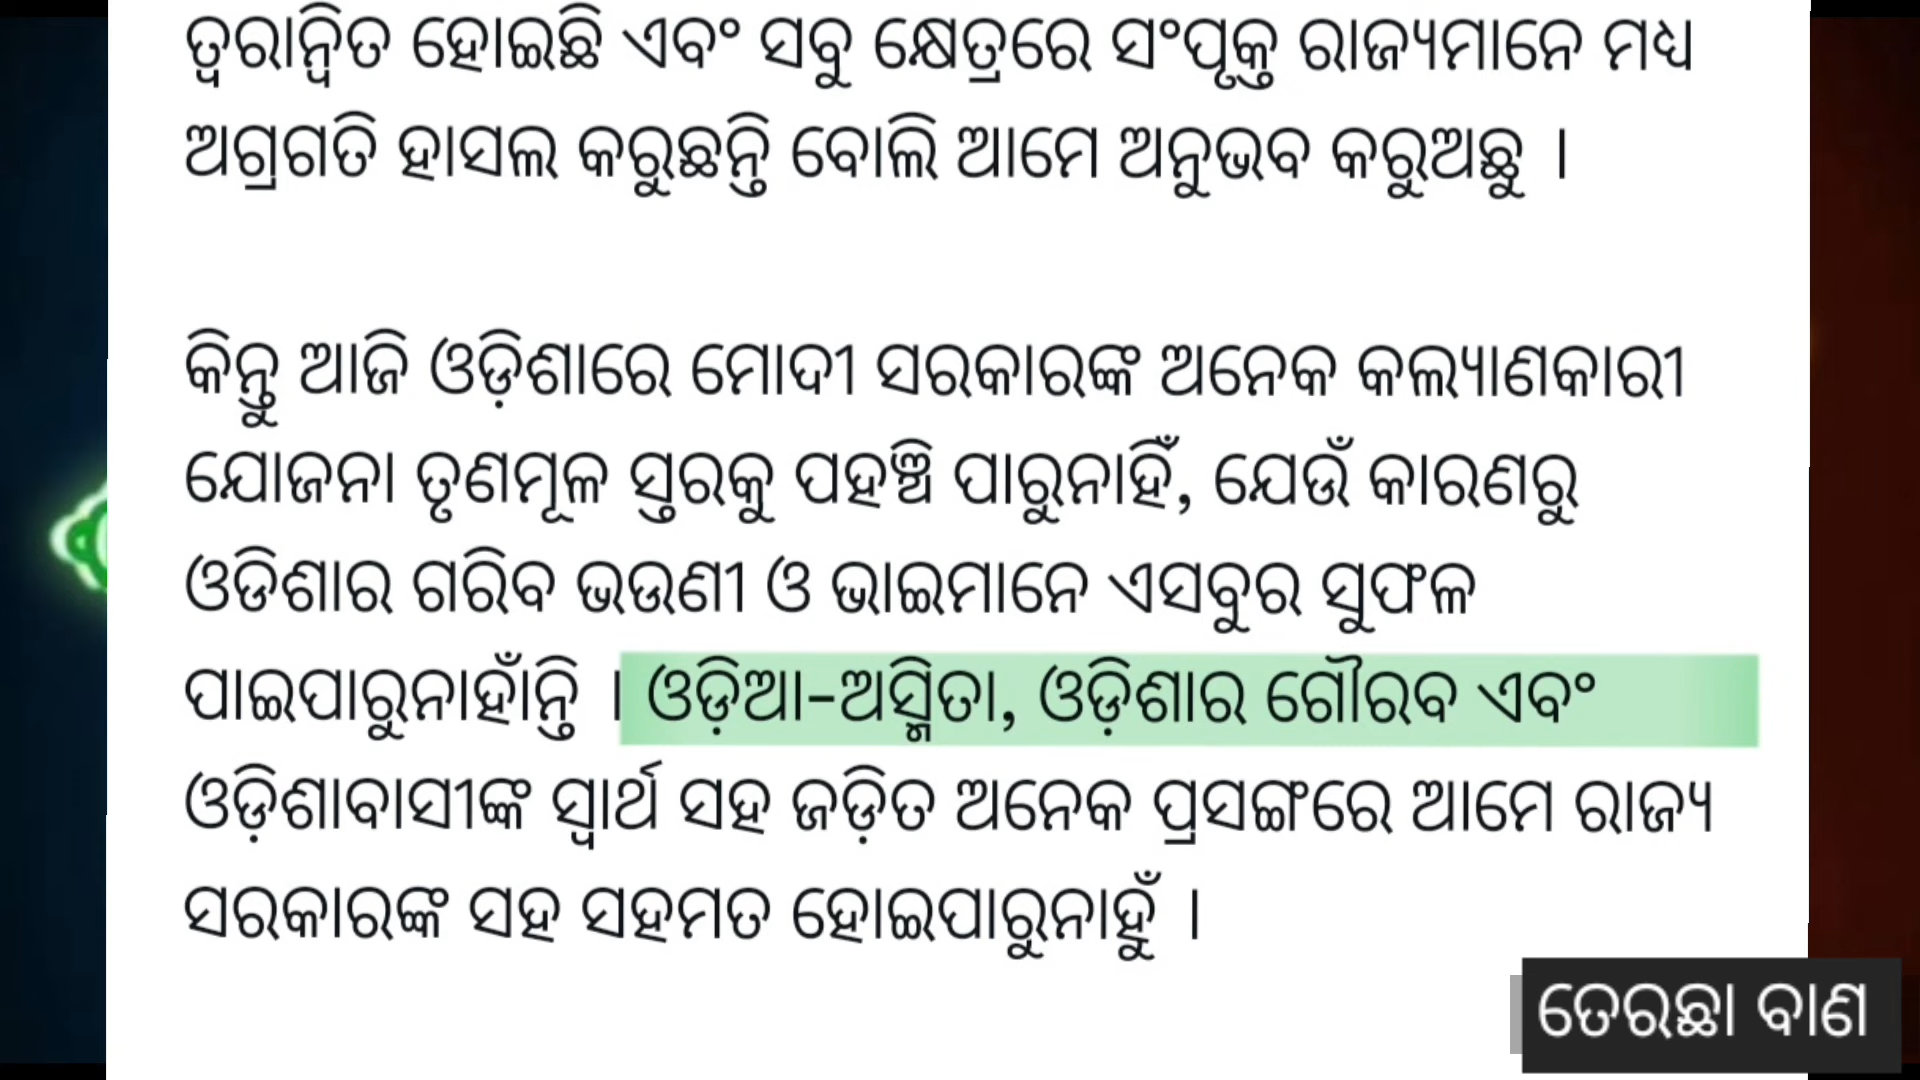 ତ୍ୱରାନ୍ୱିତ ହୋଇଛି ଏବଂ ସବୁ କ୍ଷେତ୍ରରେ ସଂପୃକ୍ତ ରାଜ୍ୟମାନେ ମଧ୍ୟ
ଅଗ୍ରଗତି ହାସଲ କରୁଛନ୍ତି ବୋଲି ଆମେ ଅନୁଭବ କରୁଅଛୁ ।
କିନ୍ତୁ ଆଜି ଓଡ଼ିଶାରେ ମୋଦୀ ସରକାରଙ୍କ ଅନେକ କଲ୍ୟାଣକାରୀ
ଯୋଜନା ତୃଣମୂଳ ସ୍ତରକୁ ପହଞ୍ଚି ପାରୁନାହିଁ, ଯେଉଁ କାରଣରୁ
ଓଡିଶାର ଗରିବ ଭଉଣୀ ଓ ଭାଇମାନେ ଏସବୁର ସୁଫଳ
ପାଇପାରୁନାହାଁନ୍ତି । ଓଡ଼ିଆ-ଅସ୍ମିତା, ଓଡ଼ିଶାର ଗୌରବ ଏବଂ
ଓଡ଼ିଶାବାସୀଙ୍କ ସ୍ୱାର୍ଥ ସହ ଜଡ଼ିତ ଅନେକ ପ୍ରସଙ୍ଗରେ ଆମେ ରାଜ୍ୟ
ସରକାରଙ୍କ ସହ ସହମତ ହୋଇପାରୁନାହୁଁ ।
ତେରଛା ବାଣ